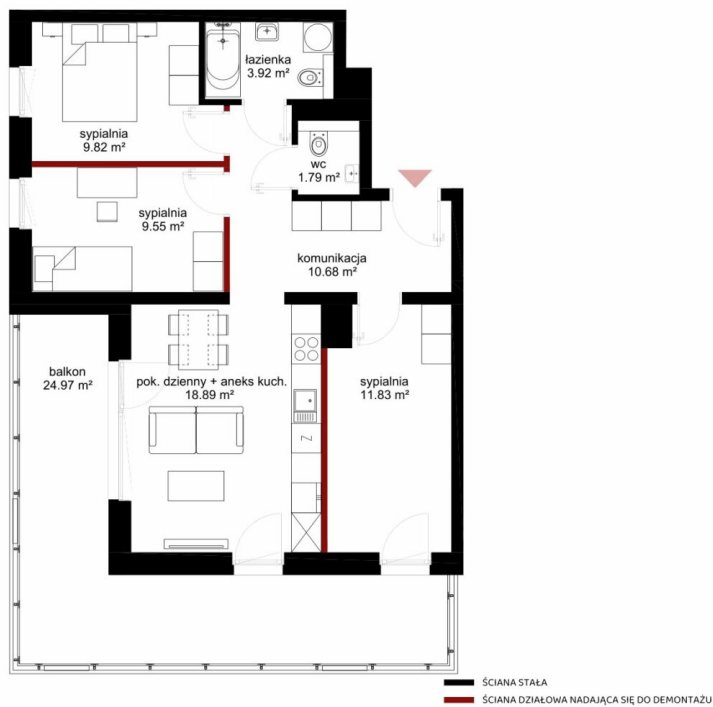 łazienka
3.92 m²
sypialnia
9.82 m²
wc
1.79 m²
sypialnia
9.55 m²
komunikacja
10.68 m²
balkon
24.97 m²
pok. dzienny + aneks kuch.
18.89 m²
sypialnia
11.83 m²
Z
ŚCIANA STAŁA
ŚCIANA DZIAŁOWA NADAJĄCA SIĘ DO DEMONTAŻU